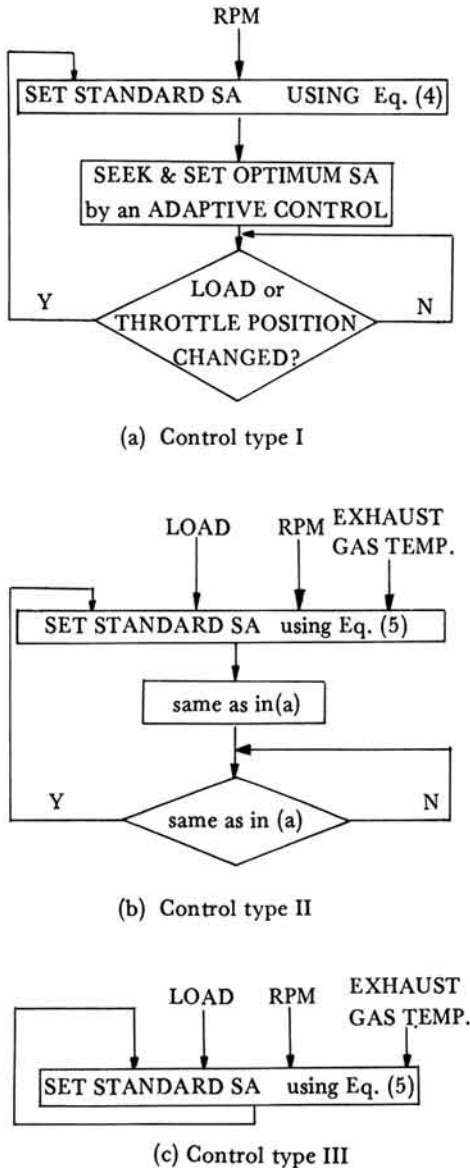 RPM
SET STANDARD SA USING Eq. (4)
SEEK & SET OPTIMUM SA
by an ADAPTIVE CONTROL
Y
LOAD or
THROTTLE POSITION
CHANGED?
N
(a) Control type I
LOAD
RPM
EXHAUST
GAS TEMP.
SET STANDARD SA using Eq. (5)
same as in(a)
Y
same as in (a)
N
(b) Control type II
LOAD
RPM
EXHAUST
GAS TEMP.
SET STANDARD SA using Eq. (5)
(c) Control type III